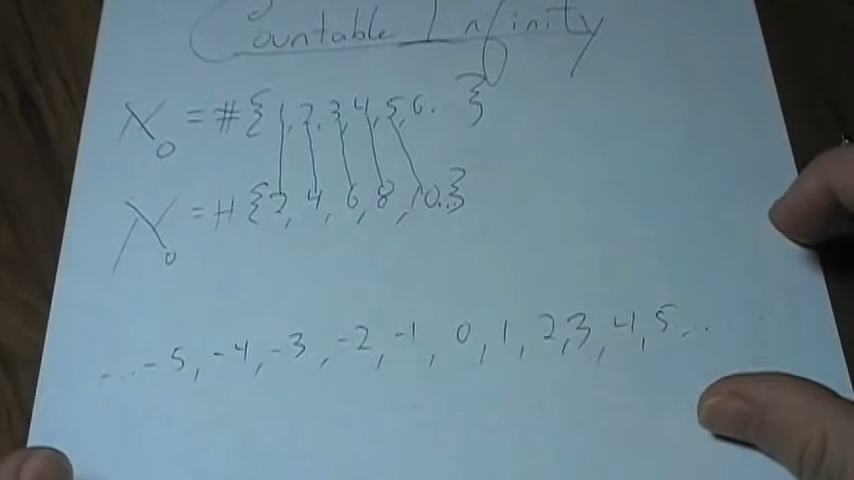 Countable Infinity
ℵ₀ = #{1,2,3,4,5,6. }
ℵ₀ = #{2,4,6,8,10..}
...-5,-4,-3,-2,-1,0,1,2,3,4,5...